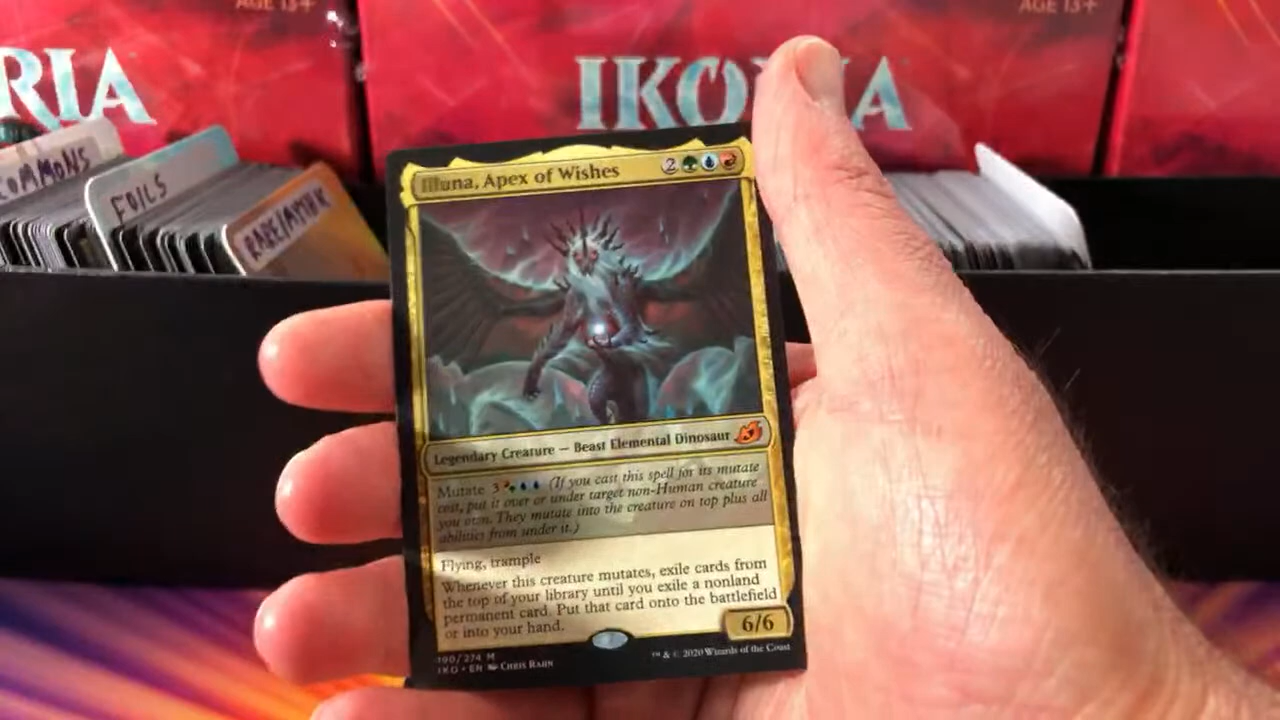 AGE 13+
AGE 13+
RIA
IKO IA
COMMONS
FOILS
RARE/
Illuna, Apex of Wishes 2
Legendary Creature — Beast Elemental Dinosaur
Mutate 3 (If you cast this spell for its mutate
cost, put it over or under target non-Human creature
you own. They mutate into the creature on top plus all
abilities from under it.)
Flying, trample
Whenever this creature mutates, exile cards from
the top of your library until you exile a nonland
permanent card. Put that card onto the battlefield
or into your hand.
6/6
190/274 M
IKO • EN CHRIS RAHN
™ & © 2020 Wizards of the Coast